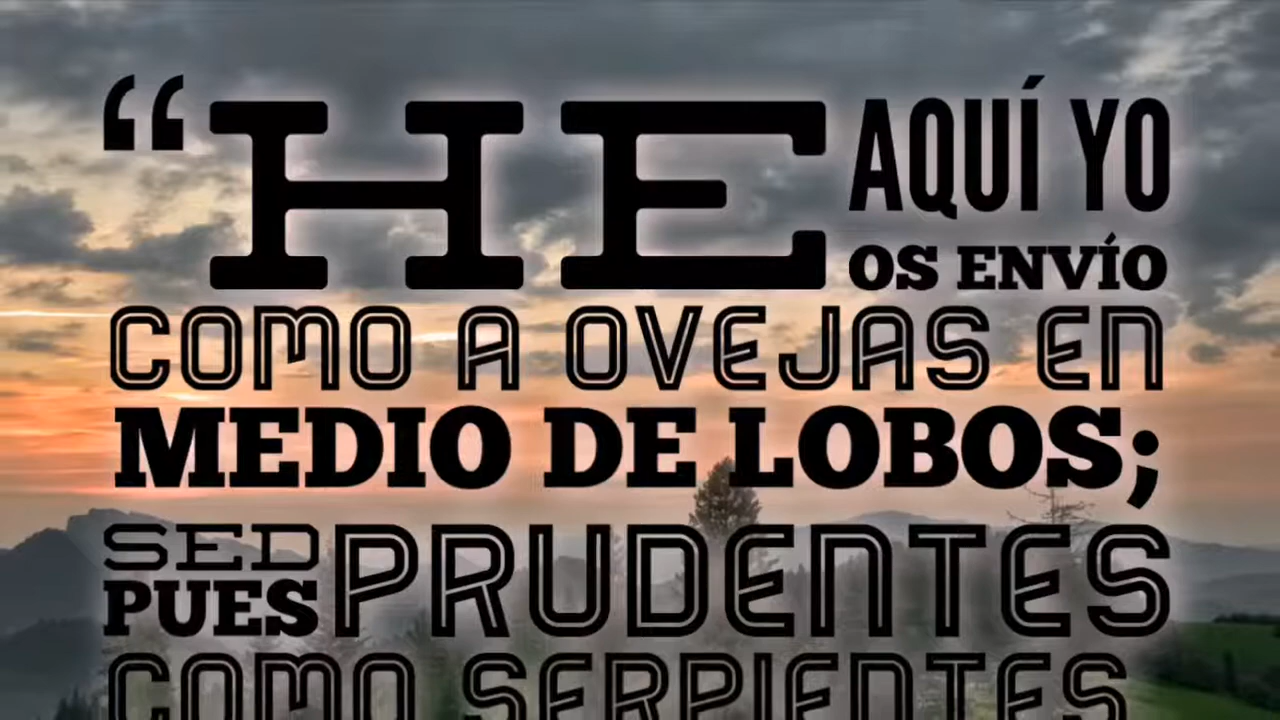 “HE AQUÍ YO
OS ENVÍO
COMO A OVEJAS EN
MEDIO DE LOBOS;
SED
PUES PRUDENTES
COMO SERPIENTES